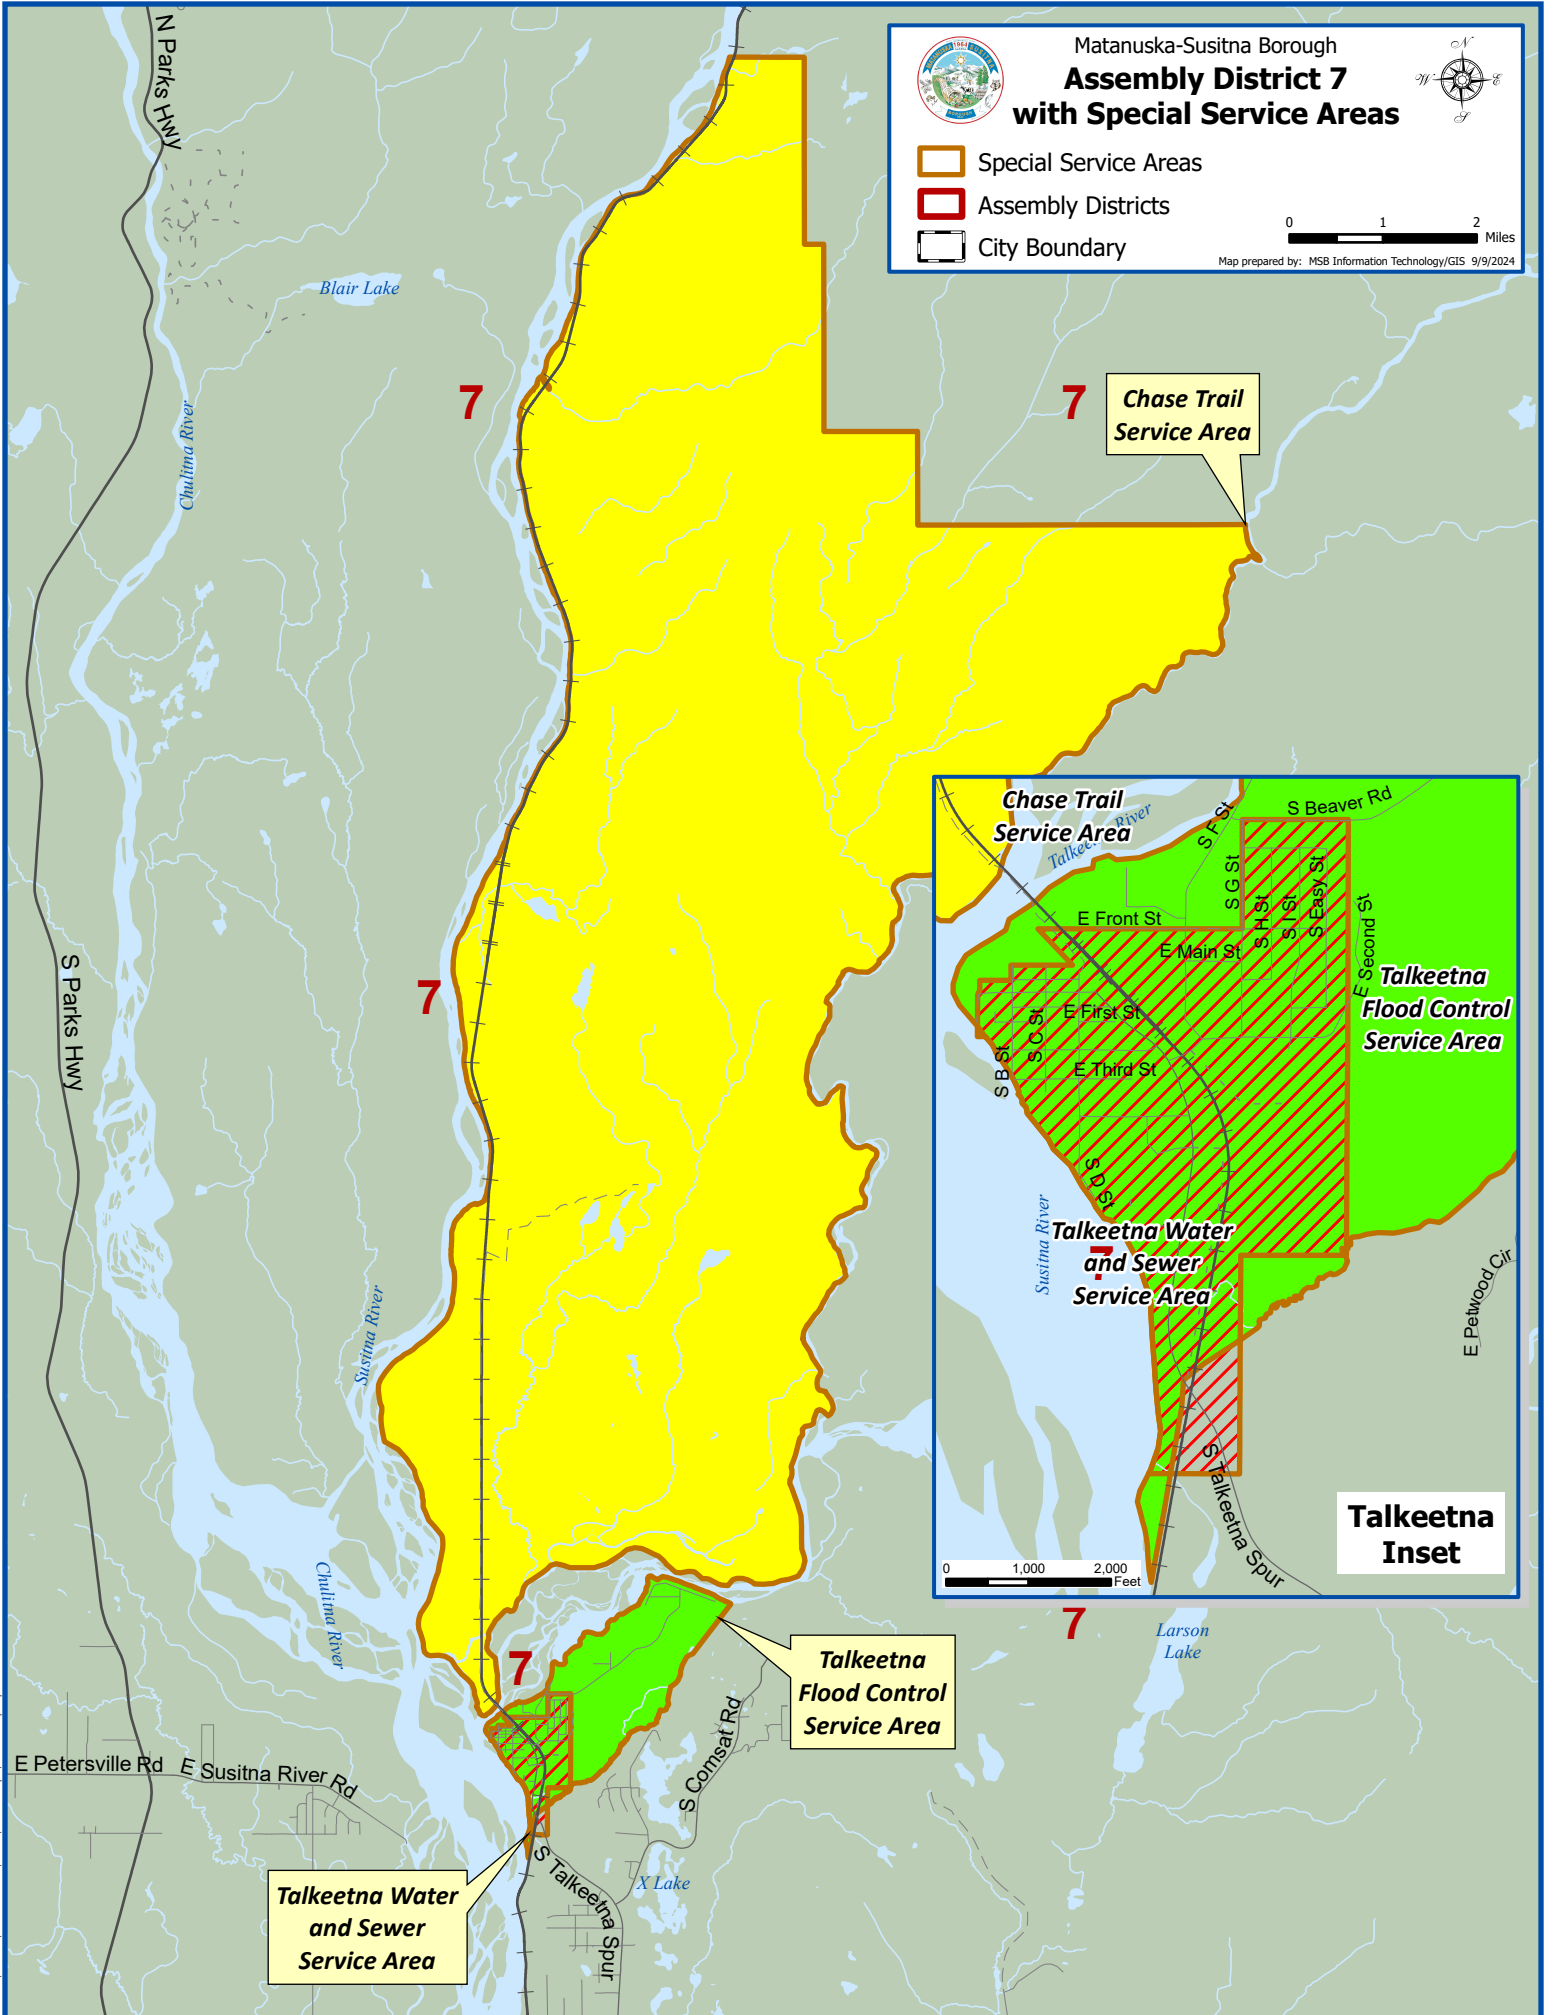 Matanuska-Susitna Borough
Assembly District 7
with Special Service Areas
N
W
E
S
Special Service Areas
Assembly Districts
City Boundary
0 1 2
Miles
Map prepared by: MSB Information Technology/GIS 9/9/2024
N Parks Hwy
Blair Lake
Chulitna River
7
7
Chase Trail
Service Area
S Parks Hwy
7
Susitna River
Chulitna River
7
7
Larson
Lake
Talkeetna
Flood Control
Service Area
S Comsat Rd
E Petersville Rd
E Susitna River Rd
S Talkeetna Spur
X Lake
Talkeetna Water
and Sewer
Service Area
Chase Trail
Service Area
River
S F St
S Beaver Rd
S G St
S H St
S I St
S Easy St
E Second St
E Front St
E Main St
E First St
E Third St
S B St
S C St
S D St
Talkeetna
Flood Control
Service Area
Susitna River
7
Talkeetna Water
and Sewer
Service Area
E Petwood Cir
S Talkeetna Spur
Talkeetna
Inset
0 1,000 2,000
Feet